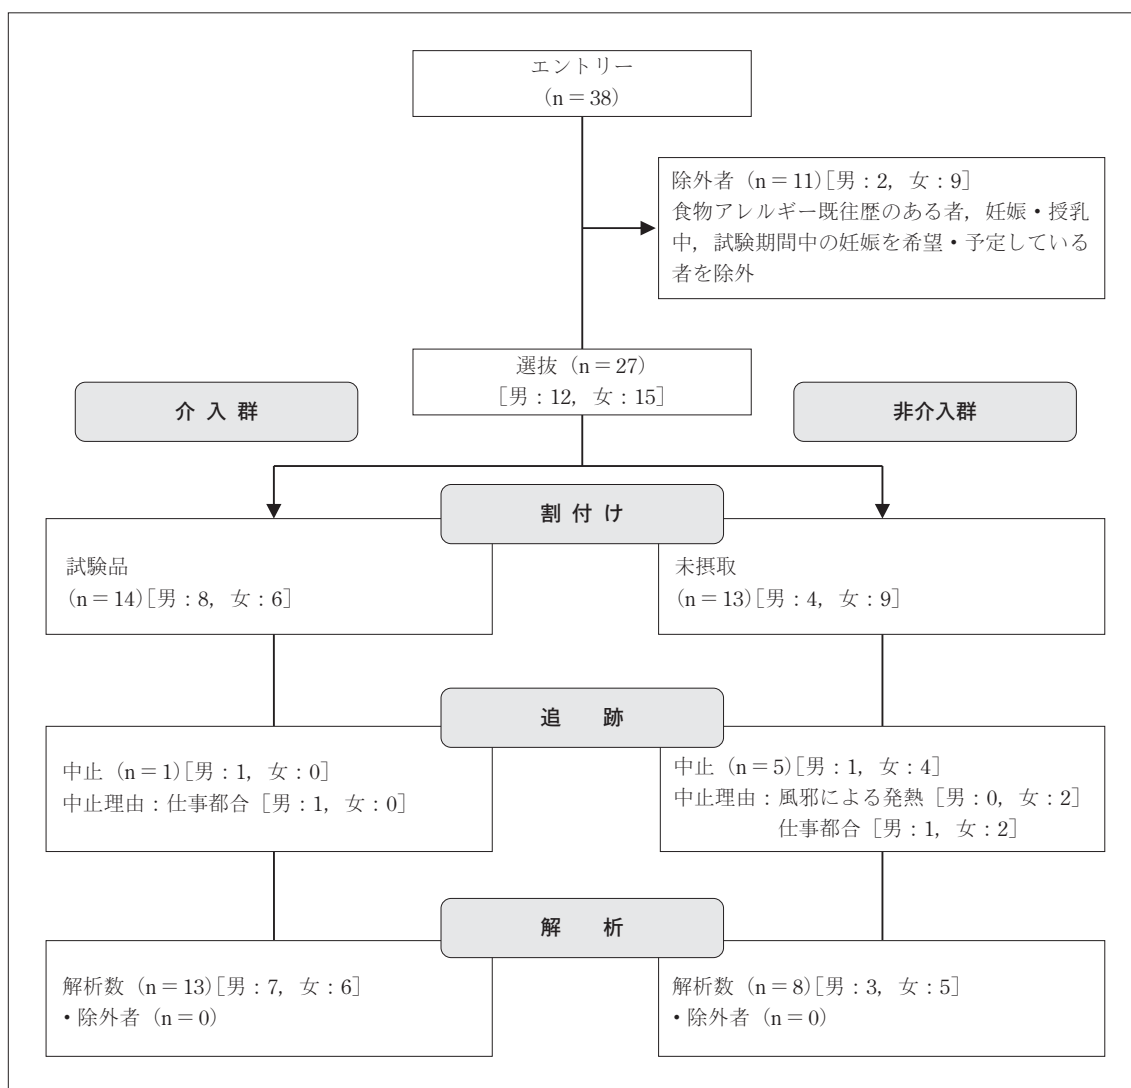 エントリー
(n = 38)
除外者 (n = 11)[男：2, 女：9]
食物アレルギー既往歴のある者, 妊娠・授乳
中, 試験期間中の妊娠を希望・予定している
者を除外
選抜 (n = 27)
[男：12, 女：15]
介 入 群
非介入群
割 付 け
試験品
(n = 14)[男：8, 女：6]
未摂取
(n = 13)[男：4, 女：9]
追 跡
中止 (n = 1)[男：1, 女：0]
中止理由：仕事都合 [男：1, 女：0]
中止 (n = 5)[男：1, 女：4]
中止理由：風邪による発熱 [男：0, 女：2]
仕事都合 [男：1, 女：2]
解 析
解析数 (n = 13)[男：7, 女：6]
・除外者 (n = 0)
解析数 (n = 8)[男：3, 女：5]
・除外者 (n = 0)